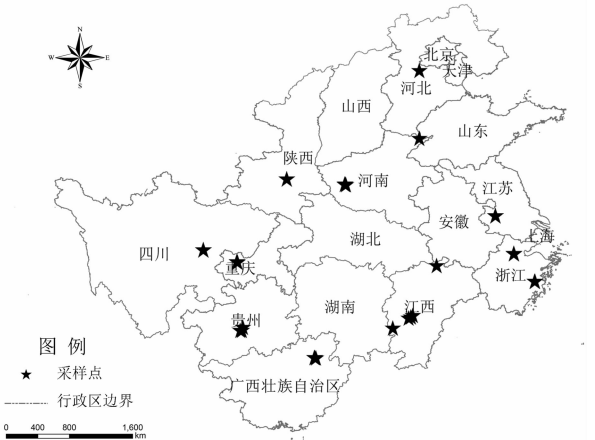 N
W E
S
北京
天津
河北
山西
山东
陕西
河南
江苏
安徽
上海
四川
重庆
湖北
浙江
贵州
湖南
江西
广西壮族自治区
图 例
采样点
行政区边界
0 400 800 1,600
km